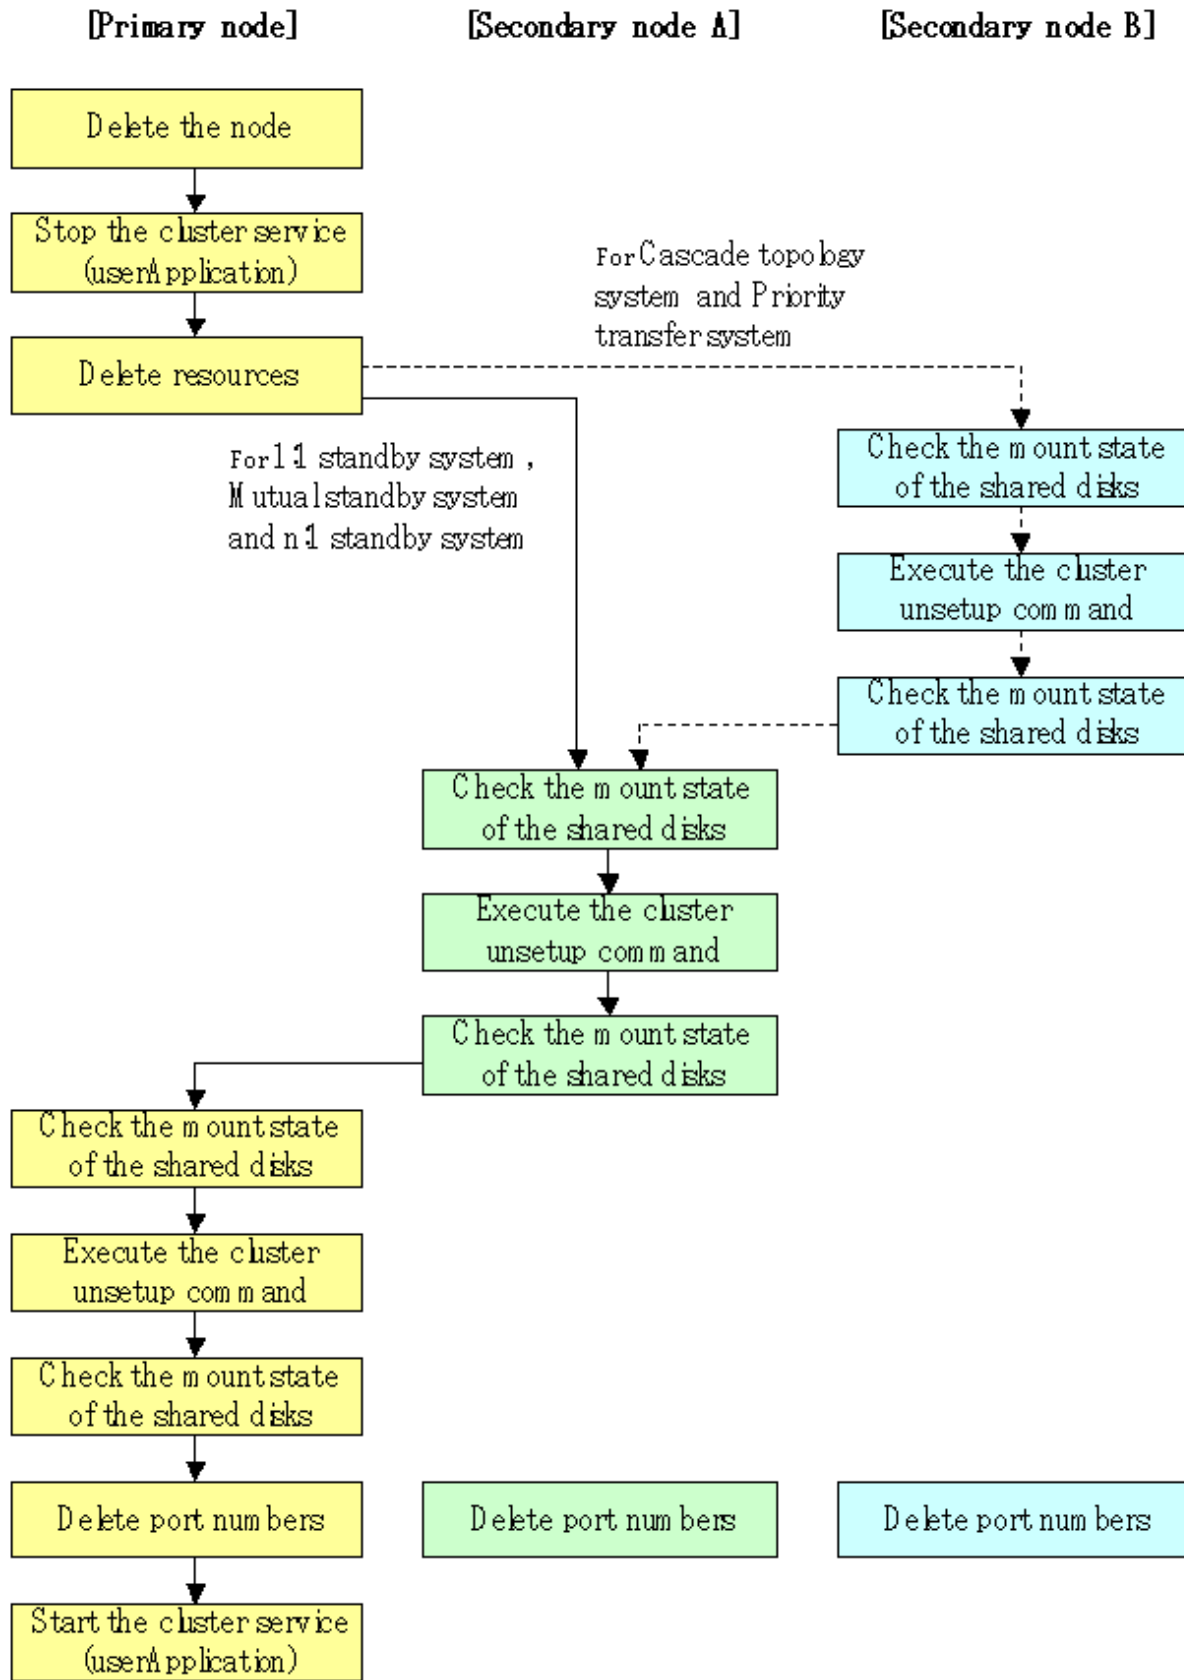 [Primary node]
[Secondary node A]
[Secondary node B]
Delete the node
Stop the cluster service
(userApplication)
For Cascade topology
system and Priority
transfer system
Delete resources
For 1:1 standby system,
Mutual standby system
and n:1 standby system
Check the mount state
of the shared disks
Execute the cluster
unsetup command
Check the mount state
of the shared disks
Check the mount state
of the shared disks
Execute the cluster
unsetup command
Check the mount state
of the shared disks
Check the mount state
of the shared disks
Execute the cluster
unsetup command
Check the mount state
of the shared disks
Delete port numbers
Delete port numbers
Delete port numbers
Start the cluster service
(userApplication)